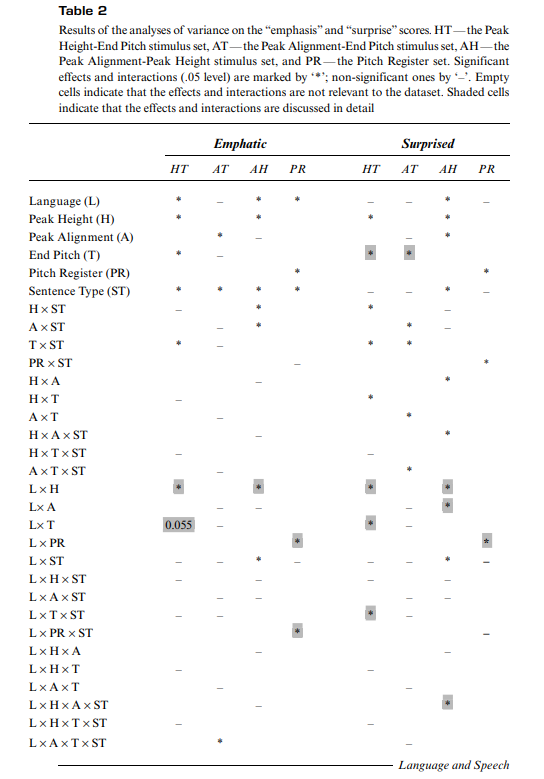 Table 2
Results of the analyses of variance on the “emphasis” and “surprise” scores. HT—the Peak
Height-End Pitch stimulus set, AT—the Peak Alignment-End Pitch stimulus set, AH—the
Peak Alignment-Peak Height stimulus set, and PR—the Pitch Register set. Significant
effects and interactions (.05 level) are marked by ‘*’; non-significant ones by ‘–’. Empty
cells indicate that the effects and interactions are not relevant to the dataset. Shaded cells
indicate that the effects and interactions are discussed in detail
Emphatic Surprised
HT AT AH PR HT AT AH PR
Language (L) * – * * – – * –
Peak Height (H) * * * *
Peak Alignment (A) * – – *
End Pitch (T) * – * *
Pitch Register (PR) * *
Sentence Type (ST) * * * * – – * –
H × ST – * * –
A × ST – * * –
T × ST * – * *
PR × ST – *
H × A – *
H × T – *
A × T – *
H × A × ST – *
H × T × ST – –
A × T × ST – *
L × H * * * *
L× A – – – *
L× T 0.055 – * –
L × PR * *
L × ST – – * – – – * –
L × H × ST – – – –
L × A × ST – – – –
L × T × ST – – * –
L × PR × ST * –
L × H × A – –
L × H × T – –
L × A × T – –
L × H × A × ST – *
L × H × T × ST – –
L × A × T × ST * –
Language and Speech